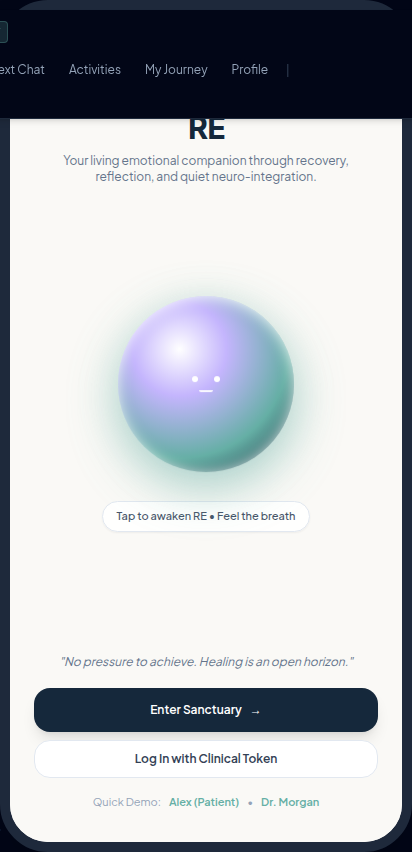 Activities
My Journey
Profile
Chat
RE
Your living emotional companion through recovery,
reflection, and quiet neuro-integration.
Tap to awaken RE • Feel the breath
"No pressure to achieve. Healing is an open horizon."
Enter Sanctuary →
Log In with Clinical Token
Quick Demo: Alex (Patient) • Dr. Morgan